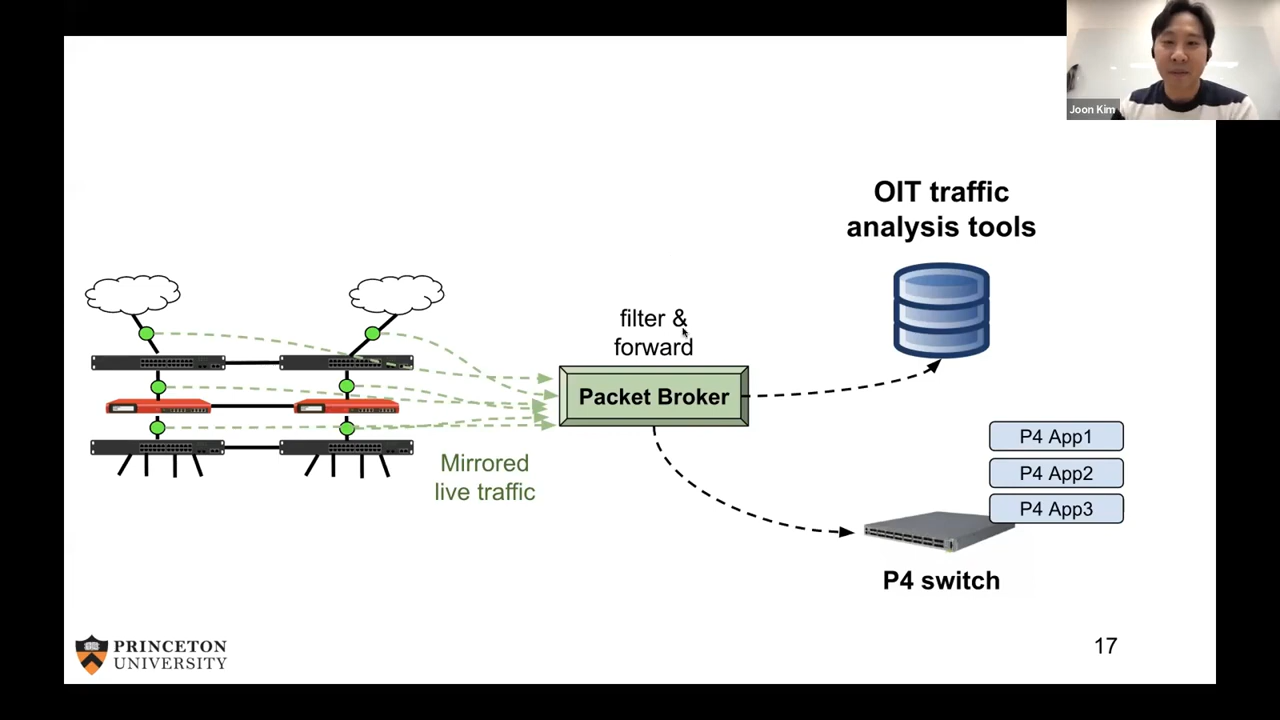 Joon Kim
OIT traffic
analysis tools
filter &
forward
Packet Broker
Mirrored
live traffic
P4 App1
P4 App2
P4 App3
P4 switch
PRINCETON
UNIVERSITY
17